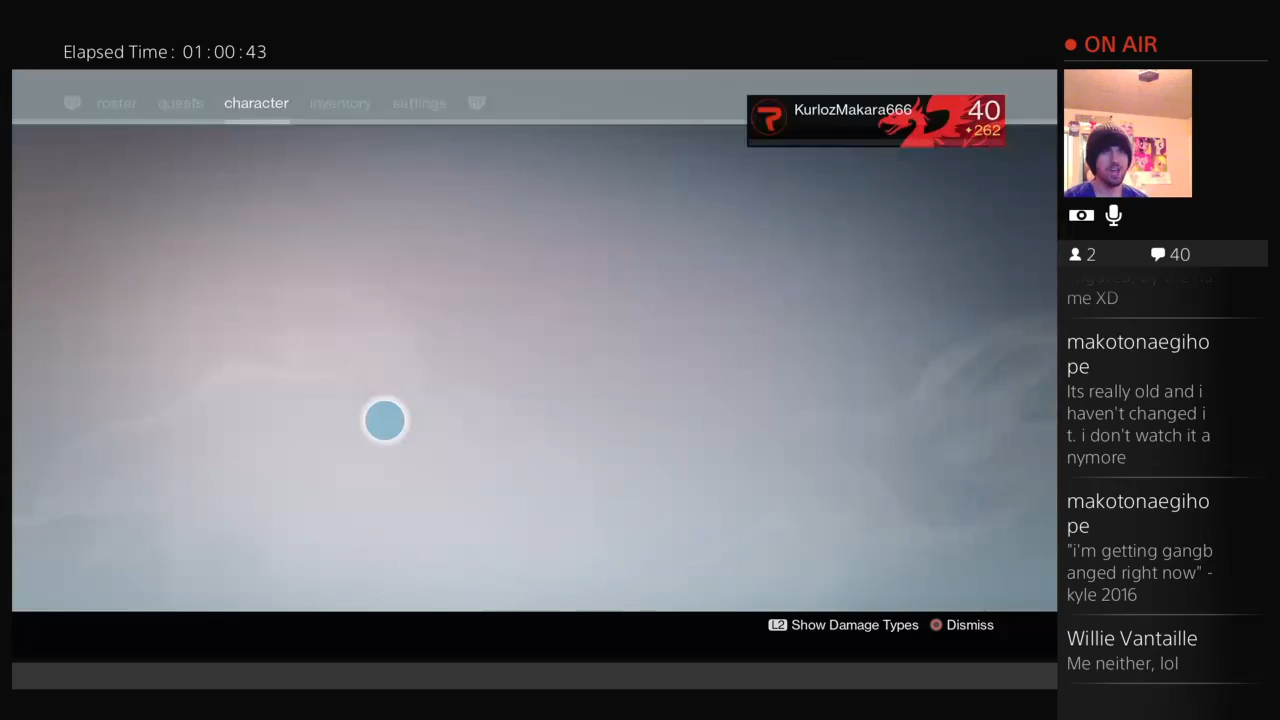 Elapsed Time: 01:00:43
ON AIR
roster quests character inventory settings
KurlozMakara666 40
262
2 40
me XD
makotonaegiho
pe
Its really old and i
haven't changed i
t. i don't watch it a
nymore
makotonaegiho
pe
"i'm getting gangb
anged right now" -
kyle 2016
L2 Show Damage Types Dismiss
Willie Vantaille
Me neither, lol